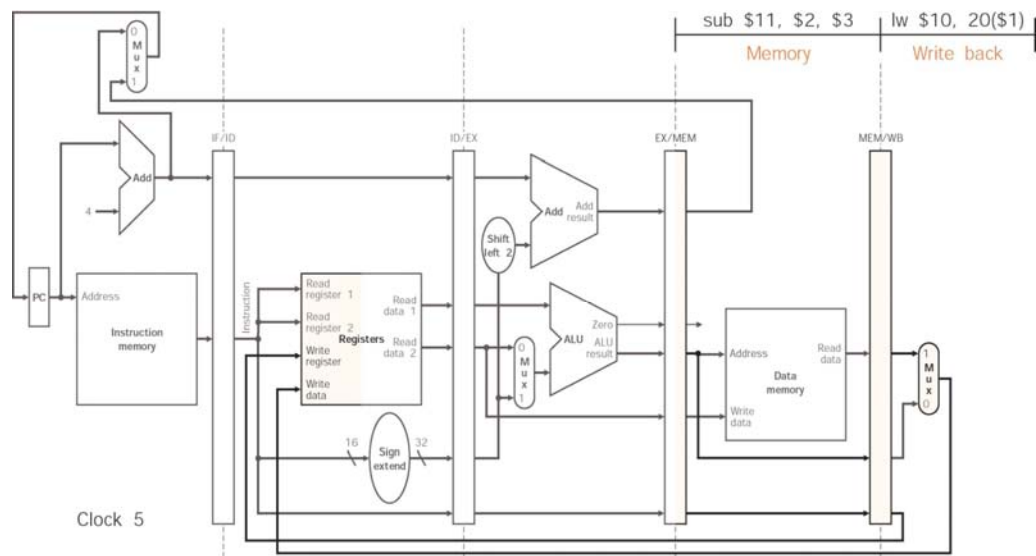 sub $11, $2, $3
lw $10, 20($1)
Memory
Write back
0
M
u
x
1
IF/ID
ID/EX
EX/MEM
MEM/WB
Add
4
Add
Add
result
Shift
left 2
PC
Address
Instruction
memory
Instruction
Read
register 1
Read
register 2
Write
register
Write
data
Registers
Read
data 1
Read
data 2
0
M
u
x
1
Zero
ALU
ALU
result
Address
Write
data
Read
data
Data
memory
1
M
u
x
0
16
Sign
extend
32
Clock 5